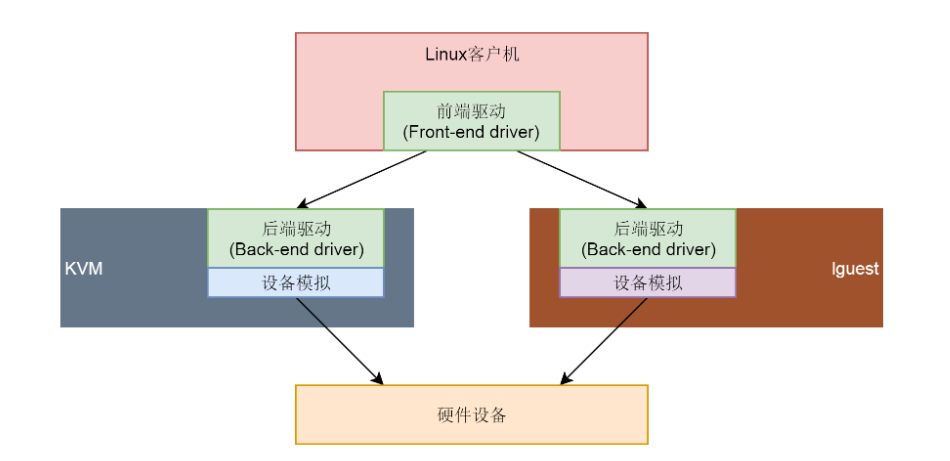 Linux客户机
前端驱动
(Front-end driver)
KVM
后端驱动
(Back-end driver)
设备模拟
后端驱动
(Back-end driver)
设备模拟
lguest
硬件设备